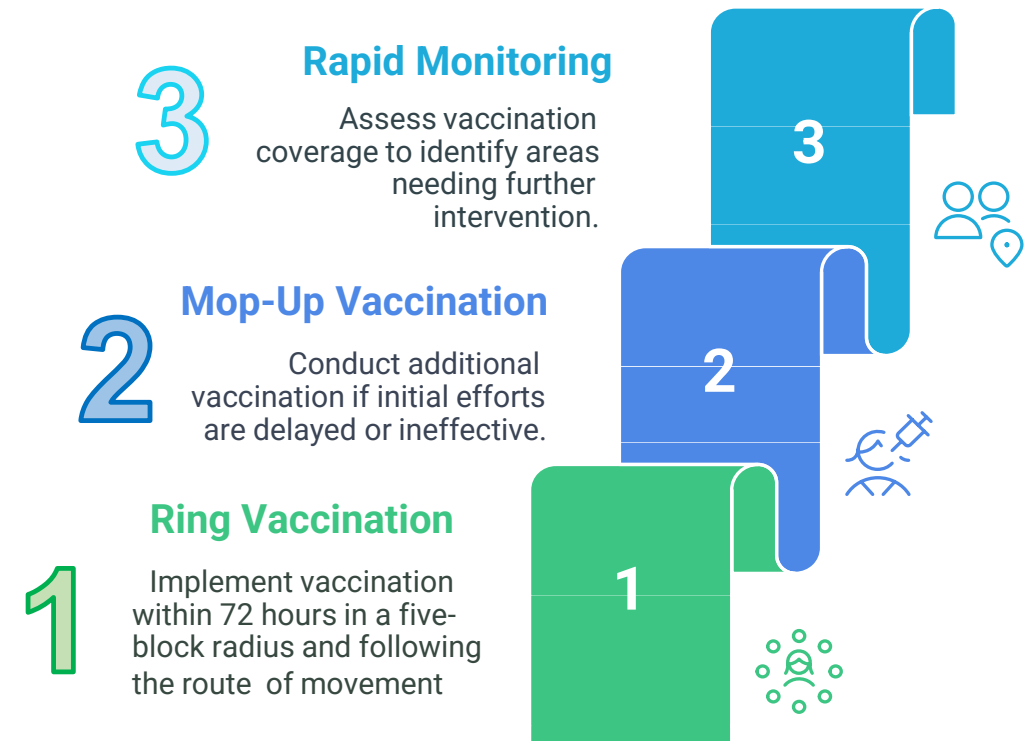 3
Rapid Monitoring
Assess vaccination
coverage to identify areas
needing further
intervention.
3
2
Mop-Up Vaccination
Conduct additional
vaccination if initial efforts
are delayed or ineffective.
2
1
Ring Vaccination
Implement vaccination
within 72 hours in a five-
block radius and following
the route of movement
1